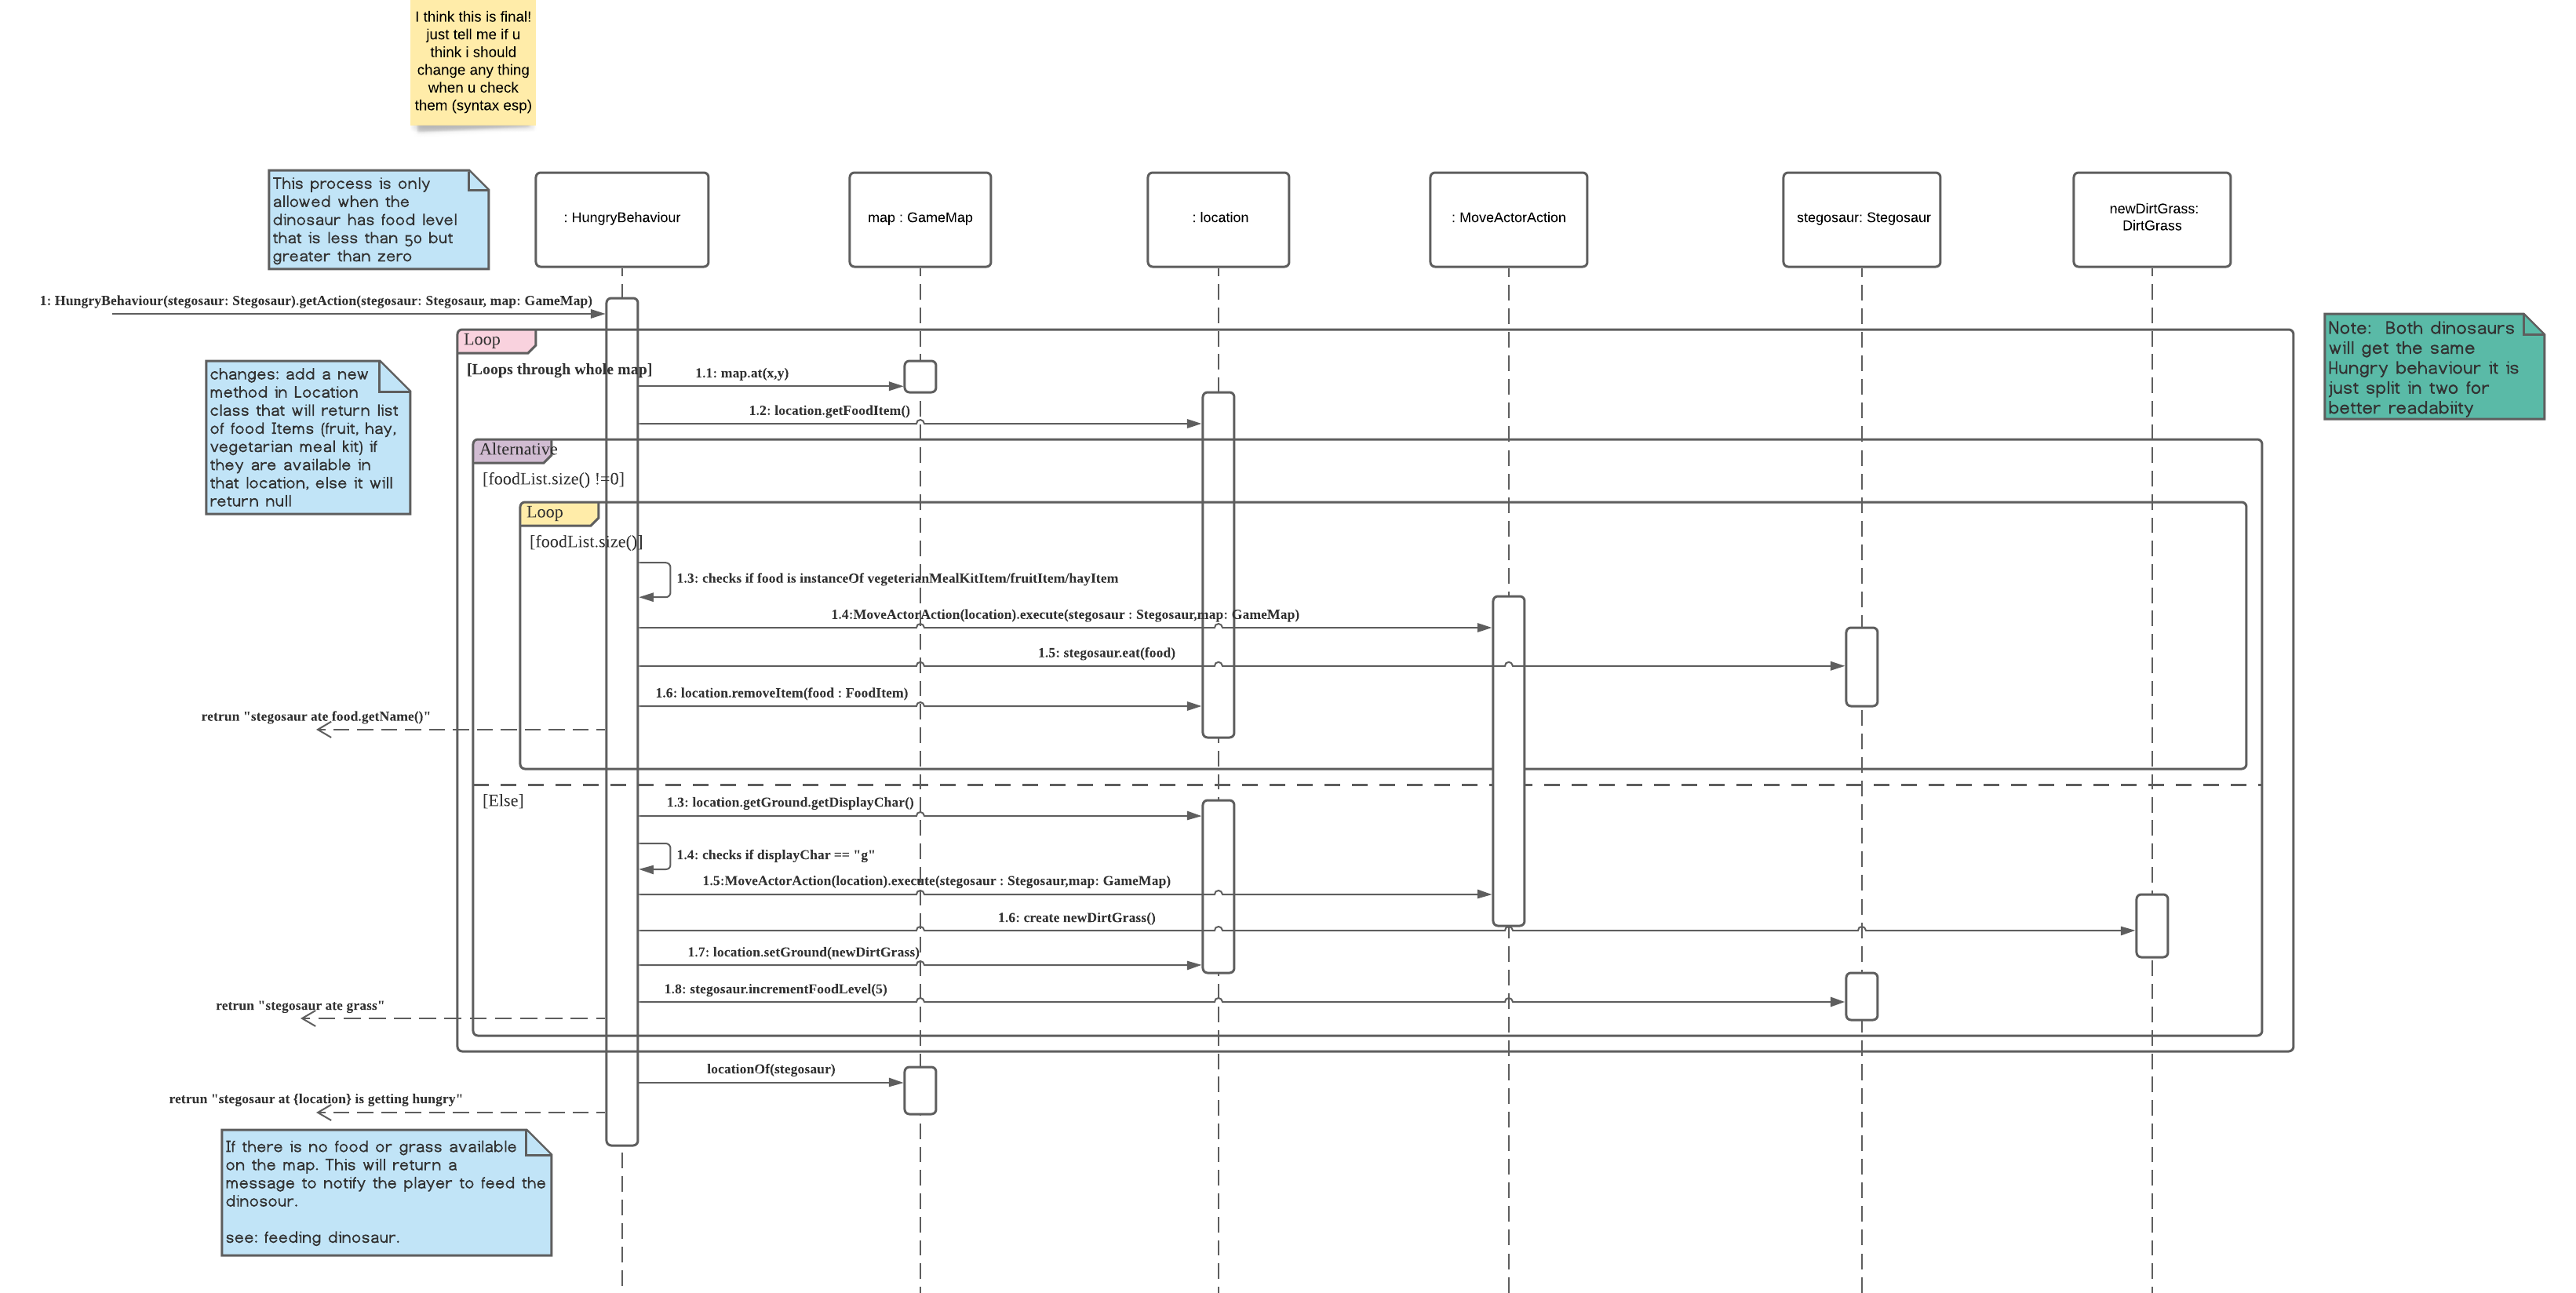 I think this is final!
just tell me if u
think i should
change any thing
when u check
them (syntax esp)
This process is only
allowed when the
dinosaur has food level
that is less than 50 but
greater than zero
: HungryBehaviour
map : GameMap
: location
: MoveActorAction
stegosaur: Stegosaur
newDirtGrass:
DirtGrass
1: HungryBehaviour(stegosaur: Stegosaur).getAction(stegosaur: Stegosaur, map: GameMap)
Note:  Both dinosaurs
will get the same
Hungry behaviour it is
just split in two for
better readabiity
Loop
[Loops through whole map]
changes: add a new
method in Location
class that will return list
of food Items (fruit, hay,
vegetarian meal kit) if
they are available in
that location, else it will
return null
1.1: map.at(x,y)
1.2: location.getFoodItem()
Alternative
[foodList.size() !=0]
Loop
[foodList.size()]
1.3: checks if food is instanceOf vegeterianMealKitItem/fruitItem/hayItem
1.4:MoveActorAction(location).execute(stegosaur : Stegosaur,map: GameMap)
1.5: stegosaur.eat(food)
1.6: location.removeItem(food : FoodItem)
retrun "stegosaur ate food.getName()"
[Else]
1.3: location.getGround.getDisplayChar()
1.4: checks if displayChar == "g"
1.5:MoveActorAction(location).execute(stegosaur : Stegosaur,map: GameMap)
1.6: create newDirtGrass()
1.7: location.setGround(newDirtGrass)
1.8: stegosaur.incrementFoodLevel(5)
retrun "stegosaur ate grass"
locationOf(stegosaur)
retrun "stegosaur at {location} is getting hungry"
If there is no food or grass available
on the map. This will return a
message to notify the player to feed the
dinosour.
see: feeding dinosaur.